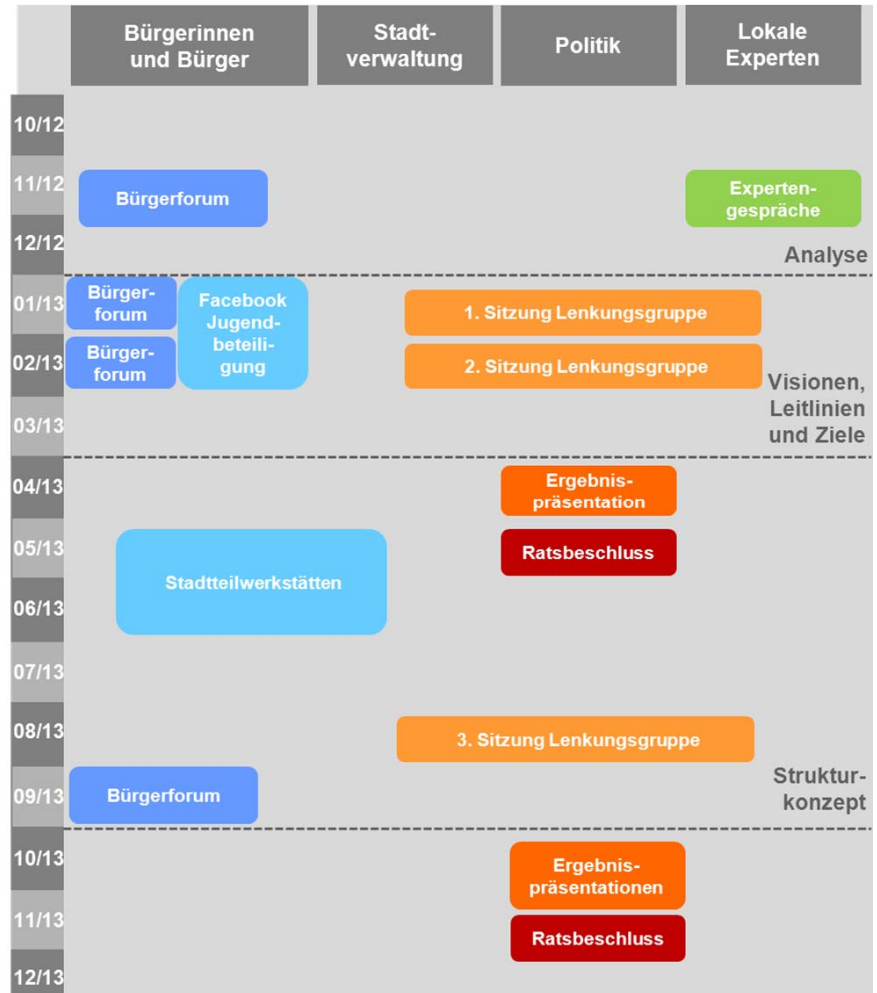 Bürgerinnen
und Bürger
Stadt-
verwaltung
Politik
Lokale
Experten
10/12
11/12
Bürgerforum
Experten-
gespräche
12/12
Analyse
01/13
Bürger-
forum
Facebook
Jugend-
beteili-
gung
1. Sitzung Lenkungsgruppe
02/13
Bürger-
forum
2. Sitzung Lenkungsgruppe
Visionen,
Leitlinien
und Ziele
03/13
04/13
Ergebnis-
präsentation
05/13
Ratsbeschluss
Stadtteilwerkstätten
06/13
07/13
08/13
3. Sitzung Lenkungsgruppe
09/13
Bürgerforum
Struktur-
konzept
10/13
Ergebnis-
präsentationen
11/13
Ratsbeschluss
12/13